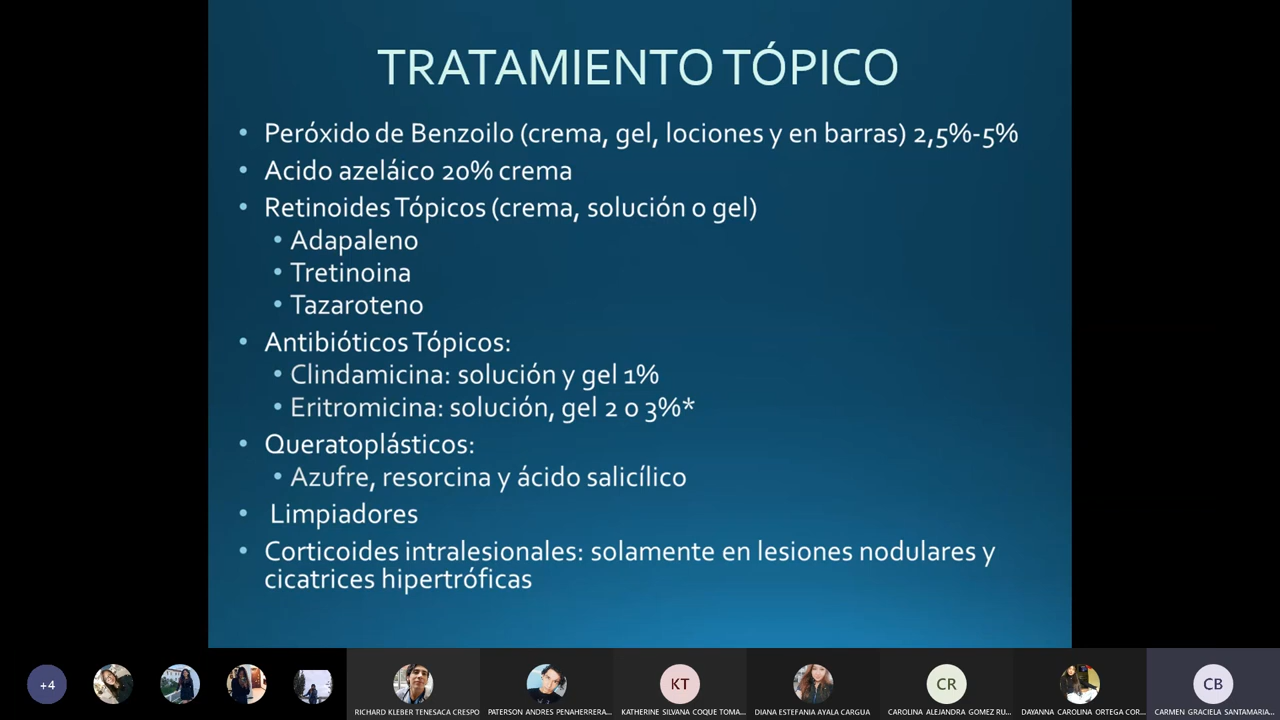 TRATAMIENTO TÓPICO
• Peróxido de Benzoilo (crema, gel, lociones y en barras) 2,5%-5%
• Acido azeláico 20% crema
• Retinoides Tópicos (crema, solución o gel)
• Adapaleno
• Tretinoina
• Tazaroteno
• Antibióticos Tópicos:
• Clindamicina: solución y gel 1%
• Eritromicina: solución, gel 2 o 3%*
• Queratoplásticos:
• Azufre, resorcina y ácido salicílico
• Limpiadores
• Corticoides intralesionales: solamente en lesiones nodulares y
cicatrices hipertróficas
+4
KT
CR
CB
RICHARD KLEBER TENESACA CRESPO
PATERSON ANDRES PENAHERRERA...
KATHERINE SILVANA COQUE TOMA...
DIANA ESTEFANIA AYALA CARGUA
CAROLINA ALEJANDRA GOMEZ RU...
DAYANNA CAROLINA ORTEGA COR...
CARMEN GRACIELA SANTAMARIA...